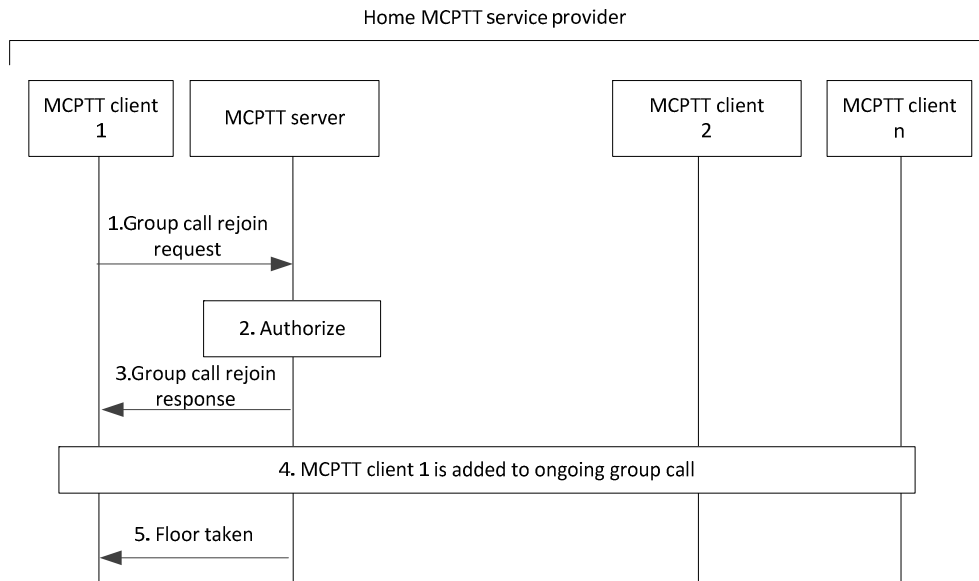 Home MCPTT service provider
MCPTT client
1
MCPTT server
MCPTT client
2
MCPTT client
n
1.Group call rejoin
request
2. Authorize
3.Group call rejoin
response
4. MCPTT client 1 is added to ongoing group call
5. Floor taken